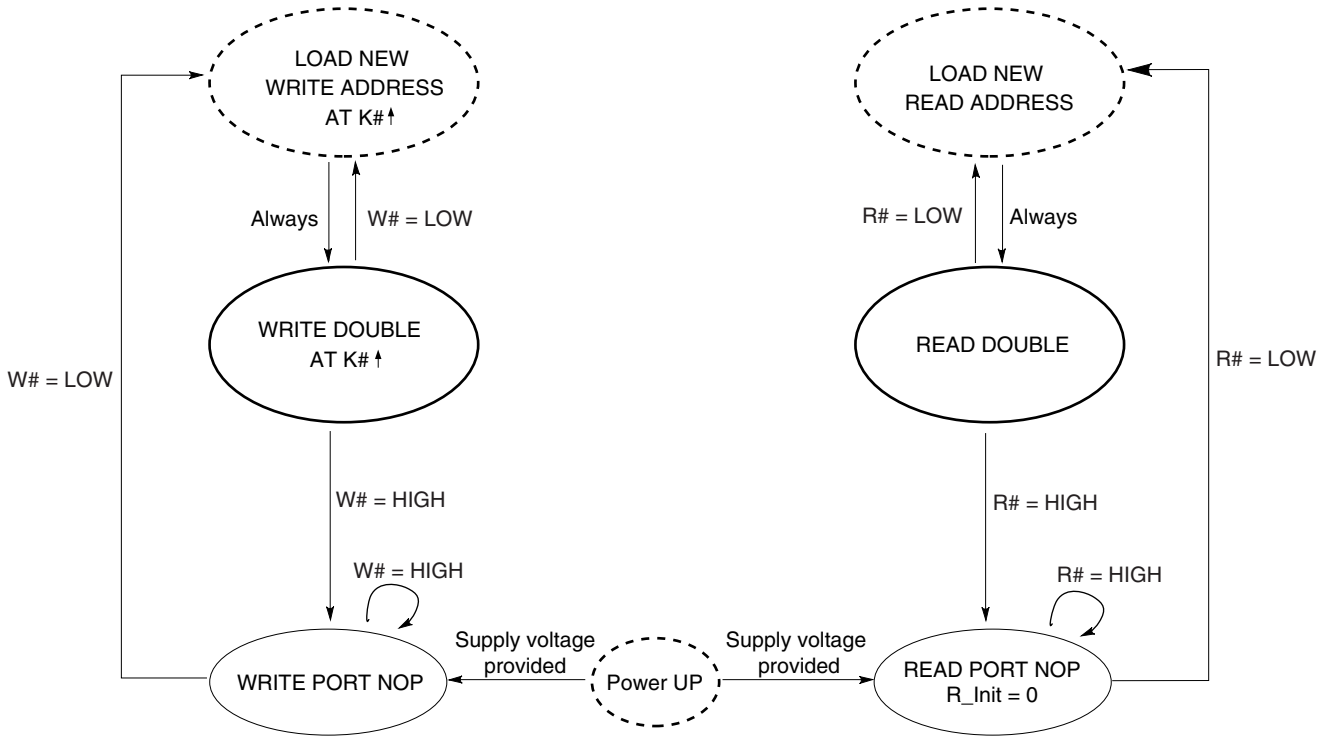 LOAD NEW
WRITE ADDRESS
AT K#↑
LOAD NEW
READ ADDRESS
Always
W# = LOW
R# = LOW
Always
WRITE DOUBLE
AT K#↑
READ DOUBLE
W# = LOW
R# = LOW
W# = HIGH
R# = HIGH
W# = HIGH
R# = HIGH
WRITE PORT NOP
Supply voltage
provided
Power UP
Supply voltage
provided
READ PORT NOP
R_Init = 0